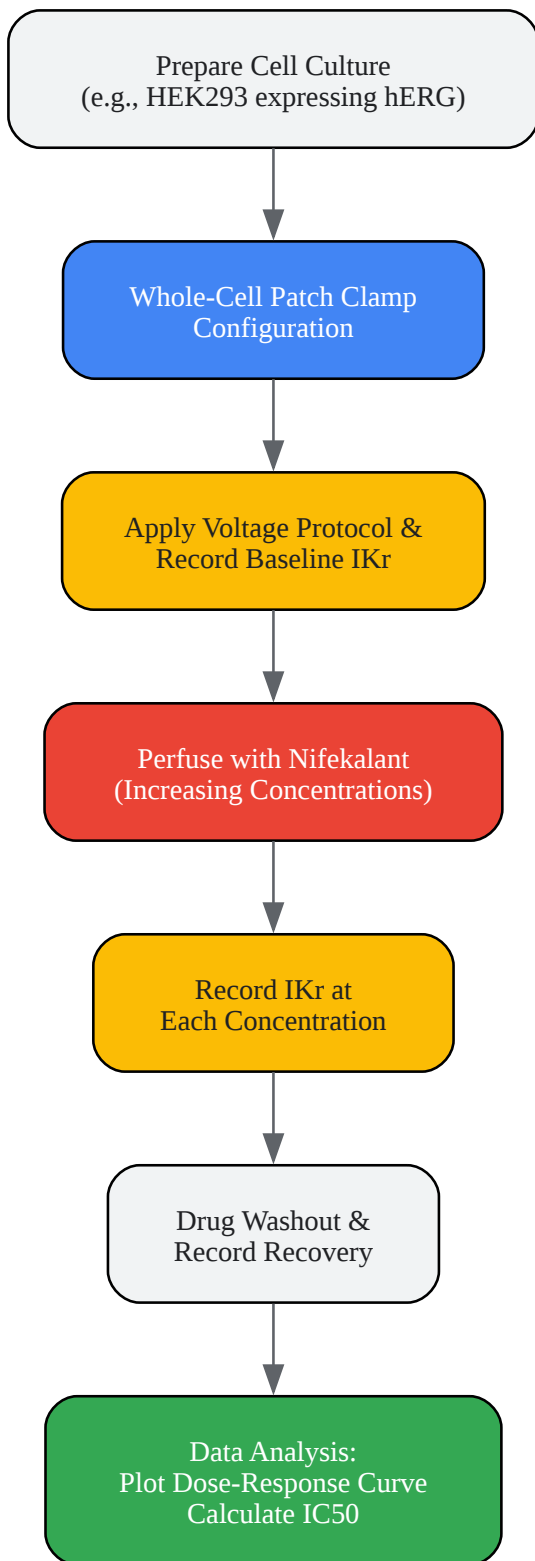 Prepare Cell Culture
(e.g., HEK293 expressing hERG)
Whole-Cell Patch Clamp
Configuration
Apply Voltage Protocol &
Record Baseline IKr
Perfuse with Nifekalant
(Increasing Concentrations)
Record IKr at
Each Concentration
Drug Washout &
Record Recovery
Data Analysis:
Plot Dose-Response Curve
Calculate IC50